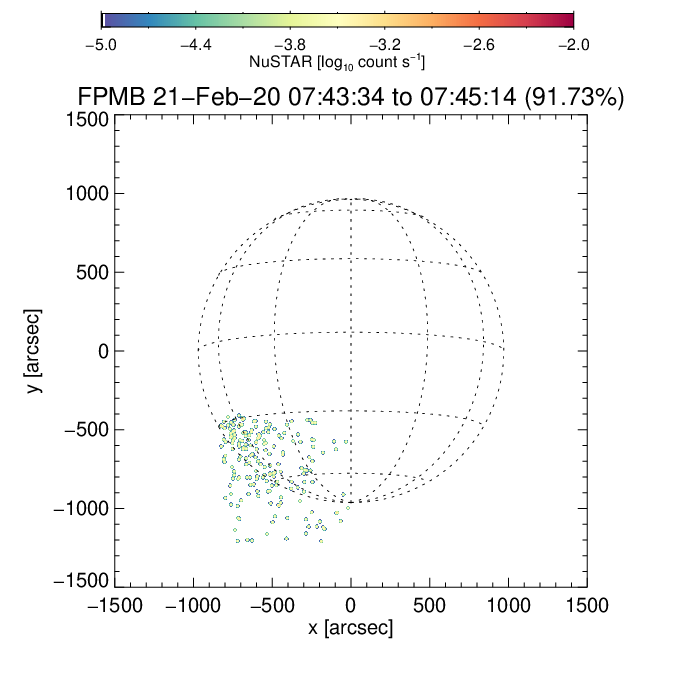 −5.0 −4.4 −3.8 −3.2 −2.6 −2.0
NuSTAR [log₁₀ count s⁻¹]
FPMB 21−Feb−20 07:43:34 to 07:45:14 (91.73%)
1500
1000
500
0
−500
−1000
−1500
y [arcsec]
−1500 −1000 −500 0 500 1000 1500
x [arcsec]